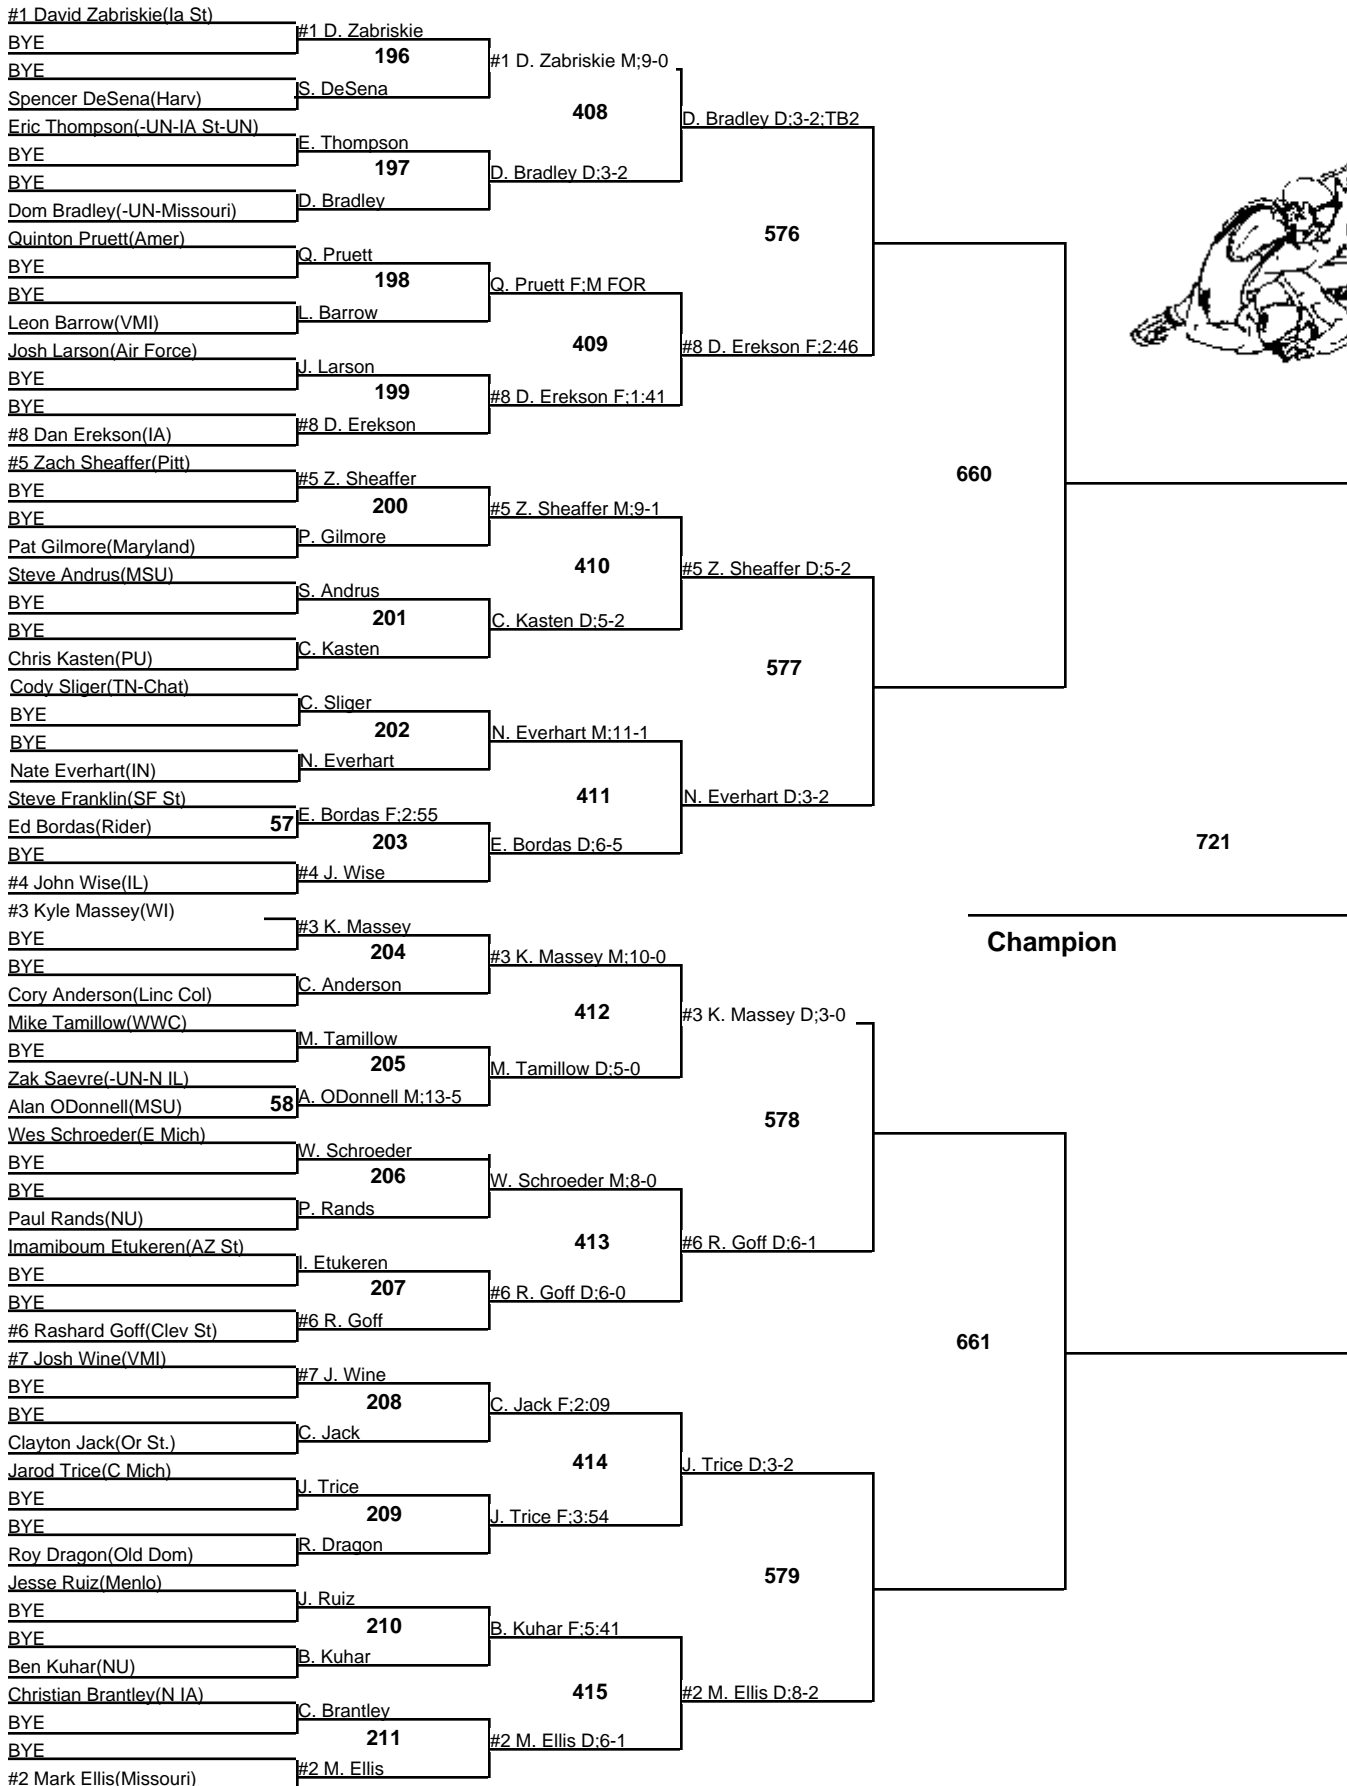 #1 David Zabriskie(Ia St)
BYE
BYE
Spencer DeSena(Harv)
Eric Thompson(-UN-IA St-UN)
BYE
BYE
Dom Bradley(-UN-Missouri)
Quinton Pruett(Amer)
BYE
BYE
Leon Barrow(VMI)
Josh Larson(Air Force)
BYE
BYE
#8 Dan Erekson(IA)
#5 Zach Sheaffer(Pitt)
BYE
BYE
Pat Gilmore(Maryland)
Steve Andrus(MSU)
BYE
BYE
Chris Kasten(PU)
Cody Sliger(TN-Chat)
BYE
BYE
Nate Everhart(IN)
Steve Franklin(SF St)
Ed Bordas(Rider) 57
BYE
#4 John Wise(IL)
#3 Kyle Massey(WI)
BYE
BYE
Cory Anderson(Linc Col)
Mike Tamillow(WWC)
BYE
Zak Saevre(-UN-N IL)
Alan ODonnell(MSU) 58
Wes Schroeder(E Mich)
BYE
BYE
Paul Rands(NU)
Imamiboum Etukeren(AZ St)
BYE
BYE
#6 Rashard Goff(Clev St)
#7 Josh Wine(VMI)
BYE
BYE
Clayton Jack(Or St.)
Jarod Trice(C Mich)
BYE
BYE
Roy Dragon(Old Dom)
Jesse Ruiz(Menlo)
BYE
BYE
Ben Kuhar(NU)
Christian Brantley(N IA)
BYE
BYE
#2 Mark Ellis(Missouri)
#1 D. Zabriskie
196
S. DeSena
E. Thompson
197
D. Bradley
Q. Pruett
198
L. Barrow
J. Larson
199
#8 D. Erekson
#5 Z. Sheaffer
200
P. Gilmore
S. Andrus
201
C. Kasten
C. Sliger
202
N. Everhart
E. Bordas F;2:55
203
#4 J. Wise
#3 K. Massey
204
C. Anderson
M. Tamillow
205
A. ODonnell M;13-5
W. Schroeder
206
P. Rands
I. Etukeren
207
#6 R. Goff
#7 J. Wine
208
C. Jack
J. Trice
209
R. Dragon
J. Ruiz
210
B. Kuhar
C. Brantley
211
#2 M. Ellis
#1 D. Zabriskie M;9-0
408
D. Bradley D;3-2
Q. Pruett F;M FOR
409
#8 D. Erekson F;1:41
#5 Z. Sheaffer M;9-1
410
C. Kasten D;5-2
N. Everhart M;11-1
411
E. Bordas D;6-5
#3 K. Massey M;10-0
412
M. Tamillow D;5-0
W. Schroeder M;8-0
413
#6 R. Goff D;6-0
C. Jack F;2:09
414
J. Trice F;3:54
B. Kuhar F;5:41
415
#2 M. Ellis D;6-1
D. Bradley D;3-2;TB2
576
#8 D. Erekson F;2:46
#5 Z. Sheaffer D;5-2
577
N. Everhart D;3-2
#3 K. Massey D;3-0
578
#6 R. Goff D;6-1
J. Trice D;3-2
579
#2 M. Ellis D;8-2
660
661
721
Champion